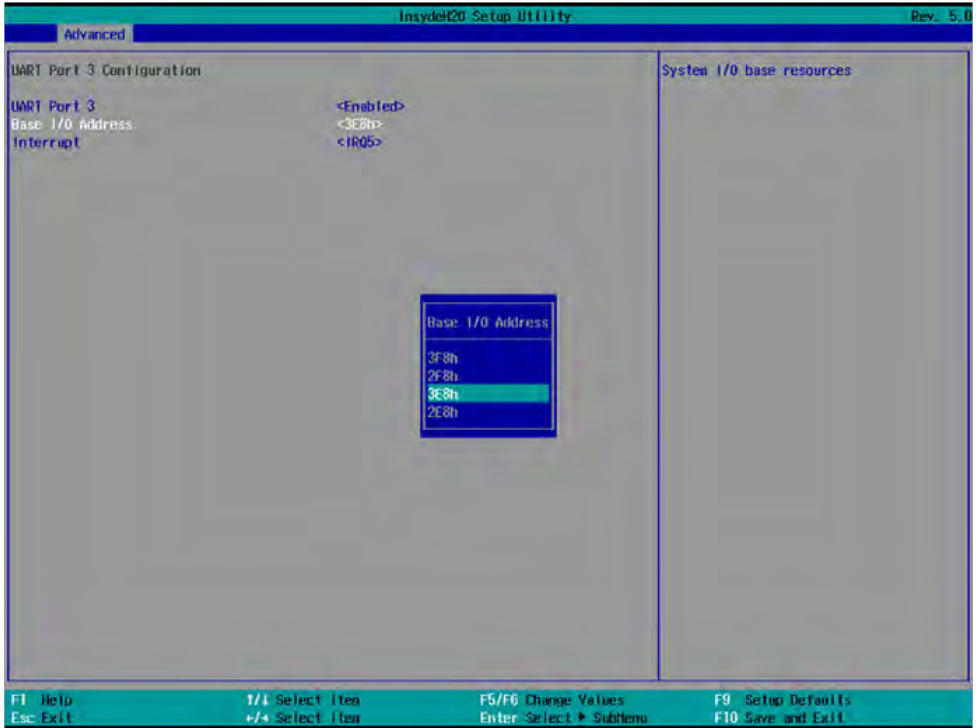 InsydeH20 Setup Utility Rev. 5.0
Advanced
UART Port 3 Configuration
System I/O base resources
UART Port 3 <Enabled>
Base I/O Address <3E8h>
Interrupt <IRQ5>
Base I/O Address
3F8h
2F8h
3E8h
2E8h
F1 Help ↑/↓ Select Item F5/F6 Change Values F9 Setup Defaults
Esc Exit ←/→ Select Item Enter Select ▶ SubMenu F10 Save and Exit